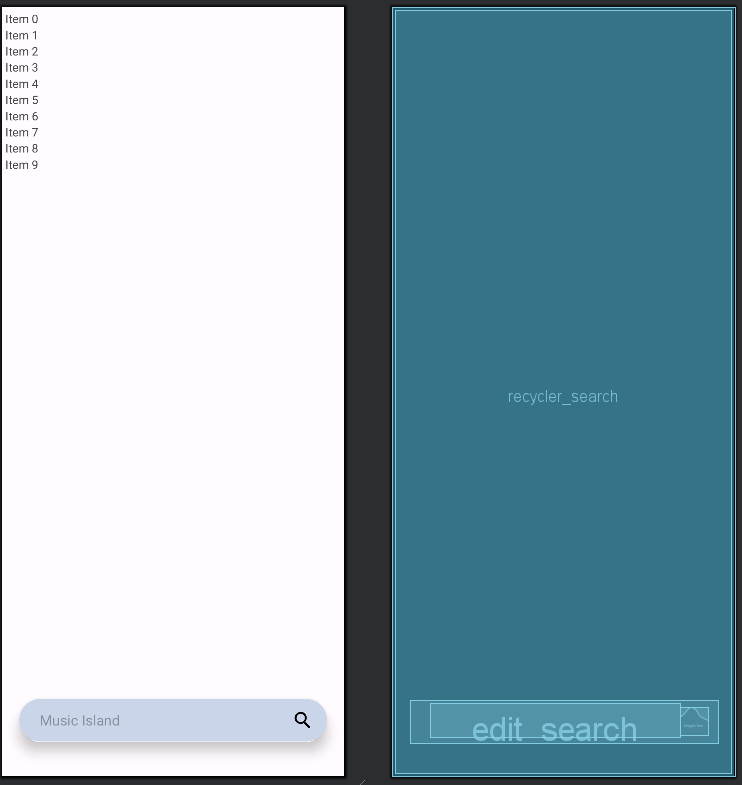 Item 0
Item 1
Item 2
Item 3
Item 4
Item 5
Item 6
Item 7
Item 8
Item 9
Music Island
recycler_search
edit_search